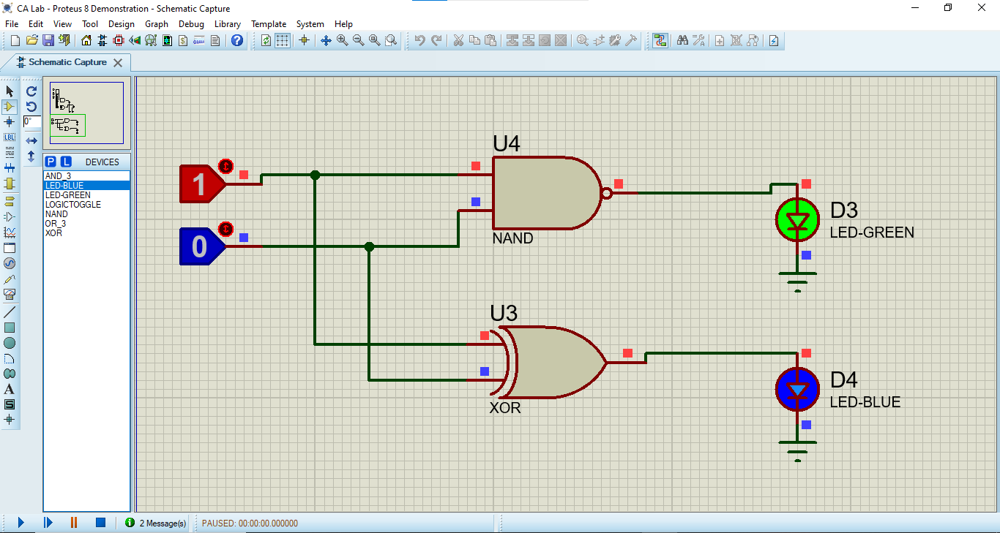 CA Lab - Proteus 8 Demonstration - Schematic Capture
File Edit View Tool Design Graph Debug Library Template System Help
Schematic Capture
0°
LBL
P L DEVICES
AND_3
LED-BLUE
LED-GREEN
LOGICTOGGLE
NAND
OR_3
XOR
A
S
U4
1
0
NAND
D3
LED-GREEN
U3
XOR
D4
LED-BLUE
2 Message(s) PAUSED: 00:00:00.000000